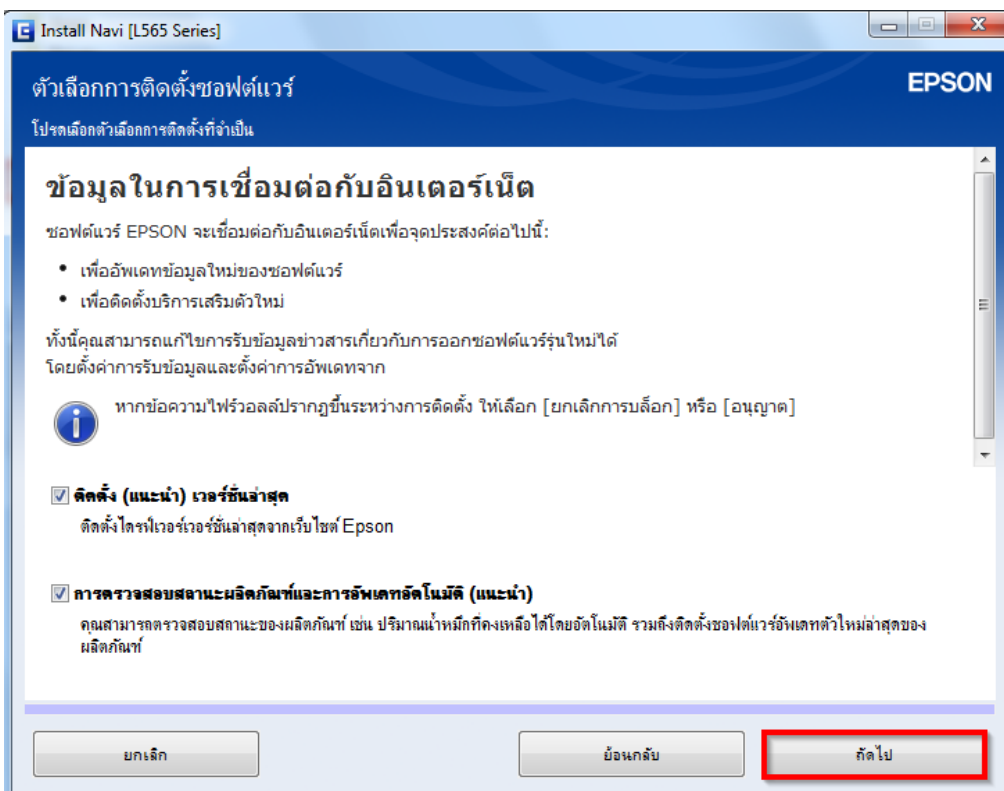 Install Navi [L565 Series]
ตัวเลือกการติดตั้งซอฟต์แวร์
EPSON
โปรดเลือกตัวเลือกการติดตั้งที่จำเป็น
ข้อมูลในการเชื่อมต่อกับอินเตอร์เน็ต
ซอฟต์แวร์ EPSON จะเชื่อมต่อกับอินเตอร์เน็ตเพื่อจุดประสงค์ต่อไปนี้:
• เพื่ออัพเดทข้อมูลใหม่ของซอฟต์แวร์
• เพื่อติดตั้งบริการเสริมตัวใหม่
ทั้งนี้คุณสามารถแก้ไขการรับข้อมูลข่าวสารเกี่ยวกับการออกซอฟต์แวร์รุ่นใหม่ได้
โดยตั้งค่าการรับข้อมูลและตั้งค่าการอัพเดทจาก
หากข้อความไฟร์วอลล์ปรากฏขึ้นระหว่างการติดตั้ง ให้เลือก [ยกเลิกการบล็อก] หรือ [อนุญาต]
ติดตั้ง (แนะนำ) เวอร์ชั่นล่าสุด
ติดตั้งไดรฟ์เวอร์เวอร์ชั่นล่าสุดจากเว็บไซต์ Epson
การตรวจสอบสถานะผลิตภัณฑ์และการอัพเดทอัตโนมัติ (แนะนำ)
คุณสามารถตรวจสอบสถานะของผลิตภัณฑ์ เช่น ปริมาณน้ำหมึกที่คงเหลือได้โดยอัตโนมัติ รวมถึงติดตั้งซอฟต์แวร์อัพเดทตัวใหม่ล่าสุดของ
ผลิตภัณฑ์
ยกเลิก
ย้อนกลับ
ถัดไป